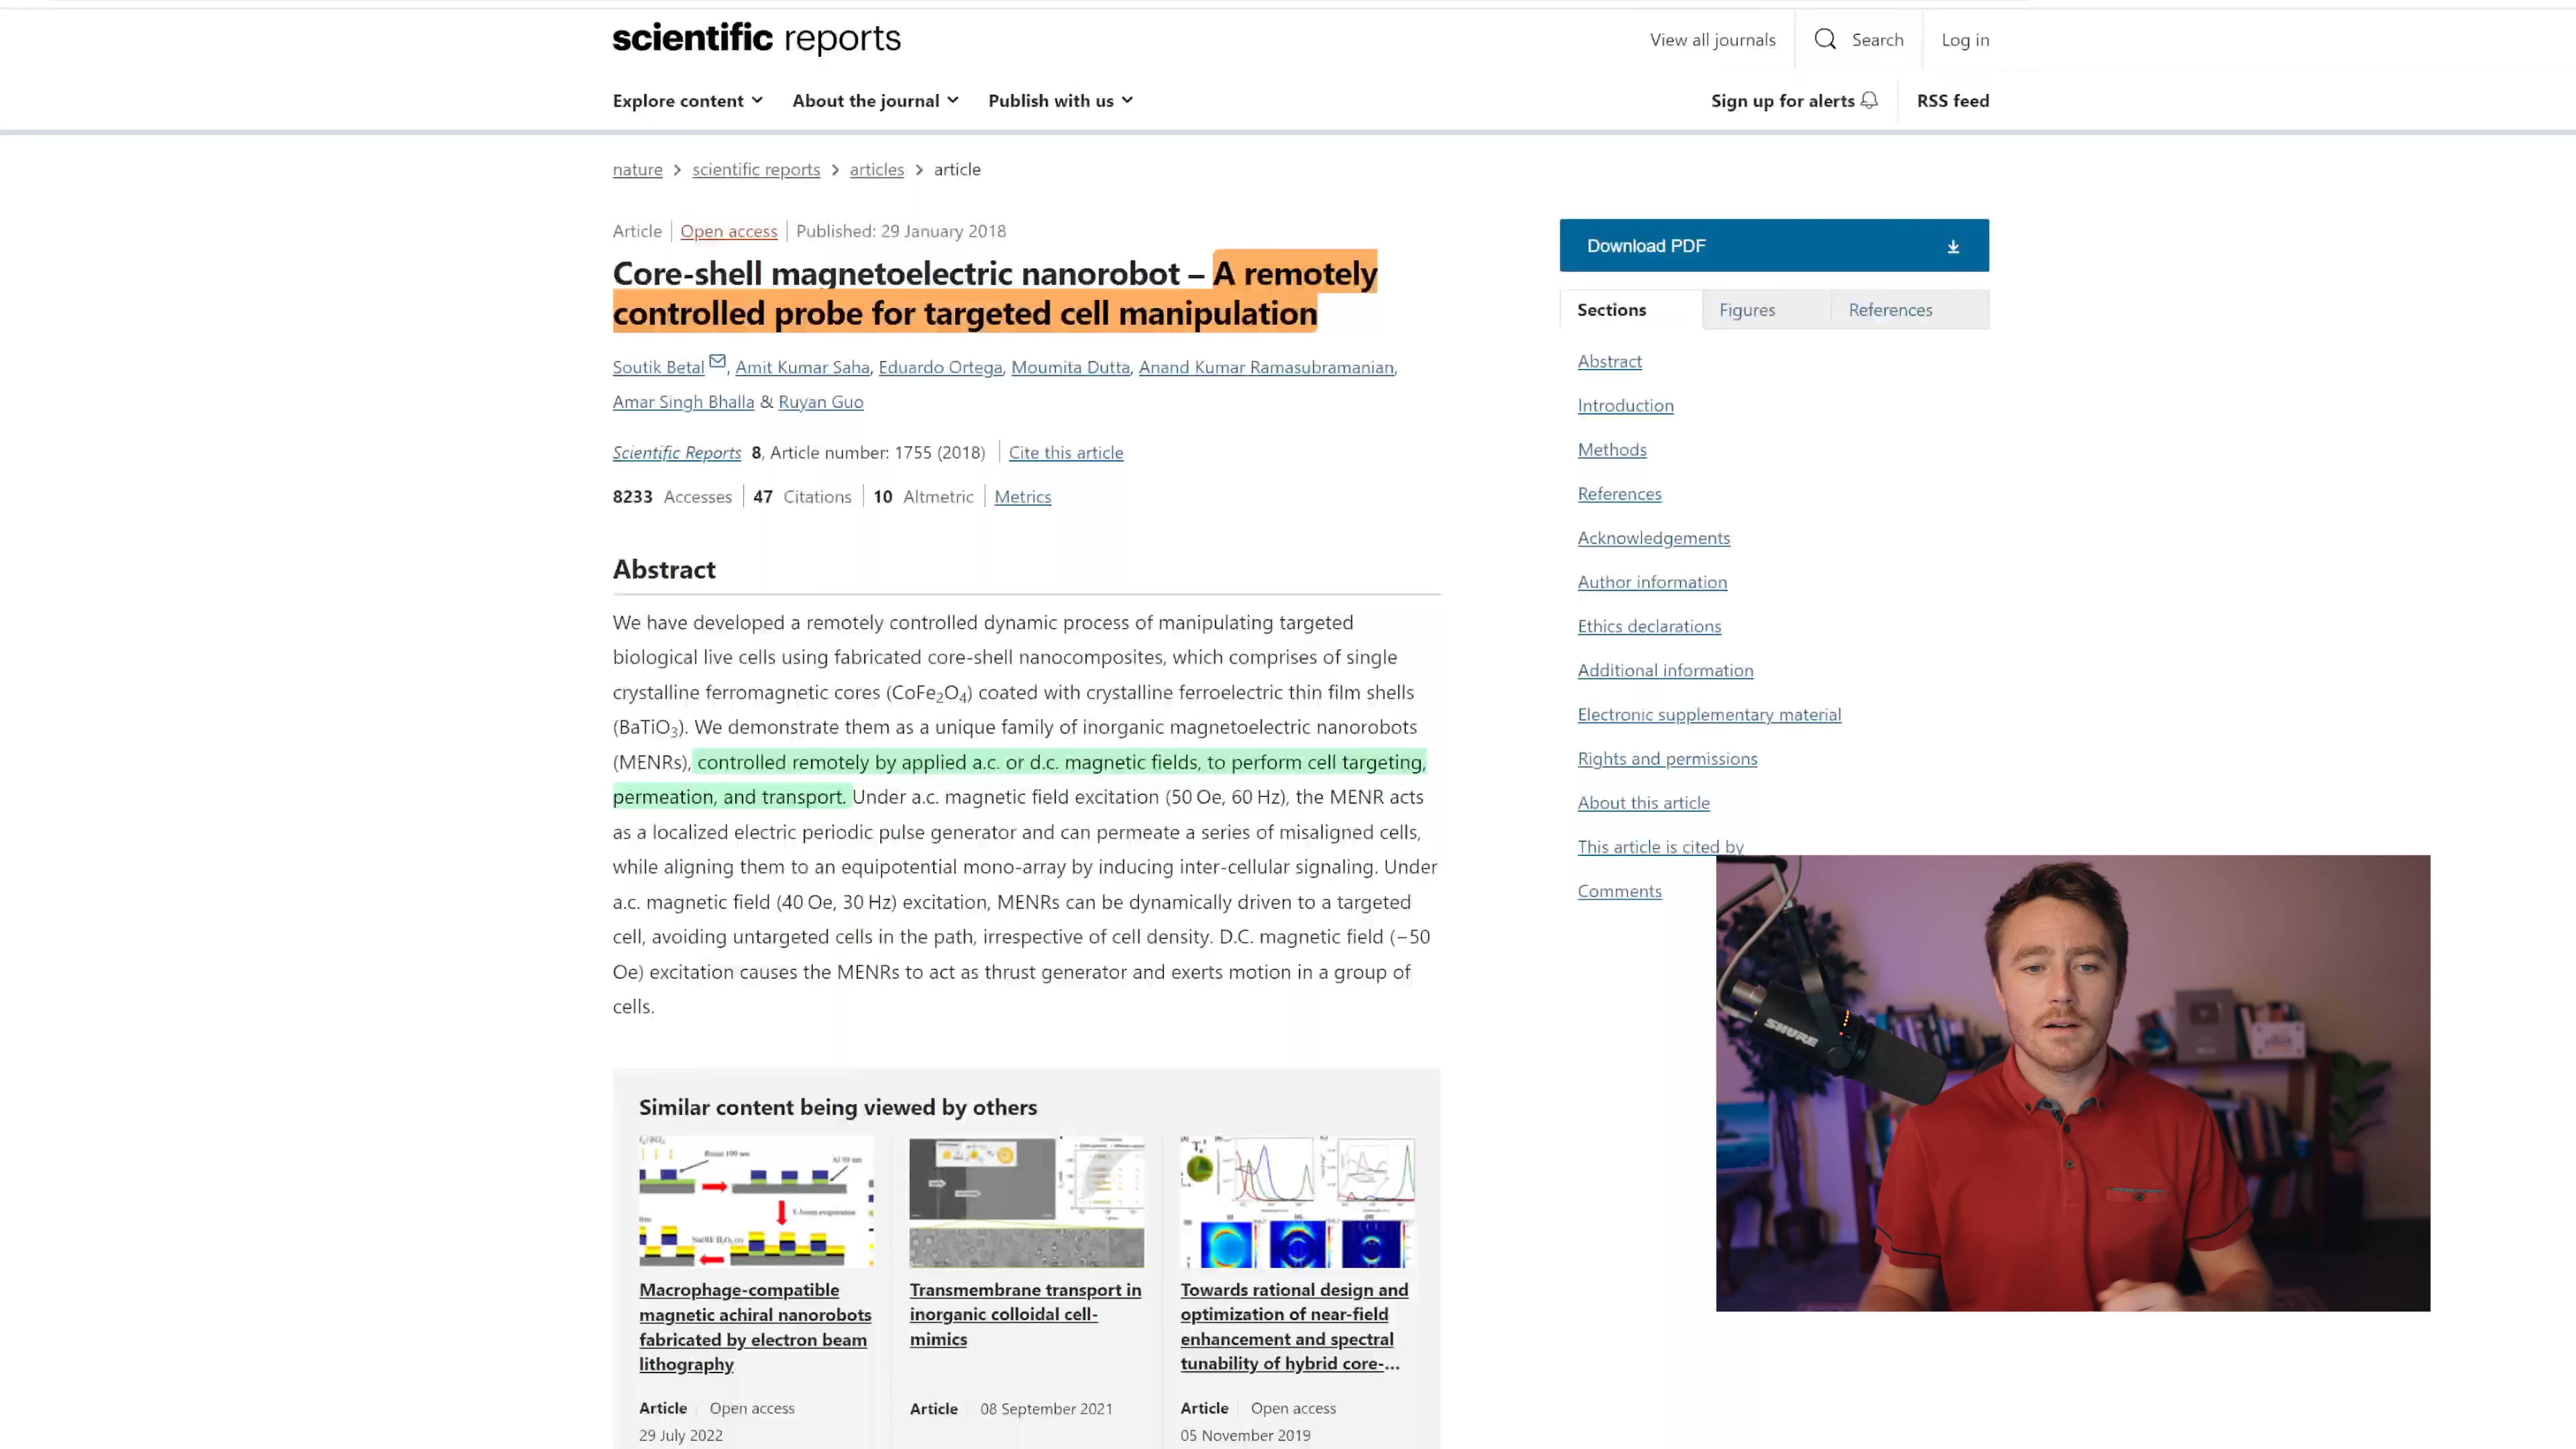 scientific reports
View all journals
Search
Log in
Explore content
About the journal
Publish with us
Sign up for alerts
RSS feed
nature > scientific reports > articles > article
Article | Open access | Published: 29 January 2018
Core-shell magnetoelectric nanorobot – A remotely
controlled probe for targeted cell manipulation
Soutik Betal, Amit Kumar Saha, Eduardo Ortega, Moumita Dutta, Anand Kumar Ramasubramanian,
Amar Singh Bhalla & Ruyan Guo
Scientific Reports 8, Article number: 1755 (2018) | Cite this article
8233 Accesses | 47 Citations | 10 Altmetric | Metrics
Abstract
We have developed a remotely controlled dynamic process of manipulating targeted
biological live cells using fabricated core-shell nanocomposites, which comprises of single
crystalline ferromagnetic cores (CoFe₂O₄) coated with crystalline ferroelectric thin film shells
(BaTiO₃). We demonstrate them as a unique family of inorganic magnetoelectric nanorobots
(MENRs), controlled remotely by applied a.c. or d.c. magnetic fields, to perform cell targeting,
permeation, and transport. Under a.c. magnetic field excitation (50 Oe, 60 Hz), the MENR acts
as a localized electric periodic pulse generator and can permeate a series of misaligned cells,
while aligning them to an equipotential mono-array by inducing inter-cellular signaling. Under
a.c. magnetic field (40 Oe, 30 Hz) excitation, MENRs can be dynamically driven to a targeted
cell, avoiding untargeted cells in the path, irrespective of cell density. D.C. magnetic field (−50
Oe) excitation causes the MENRs to act as thrust generator and exerts motion in a group of
cells.
Download PDF
Sections
Figures
References
Abstract
Introduction
Methods
References
Acknowledgements
Author information
Ethics declarations
Additional information
Electronic supplementary material
Rights and permissions
About this article
This article is cited by
Comments
SHURE
Similar content being viewed by others
Resist 100 nm
Al 50 nm
E-beam evaporation
Macrophage-compatible
magnetic achiral nanorobots
fabricated by electron beam
lithography
Article Open access
29 July 2022
Transmembrane transport in
inorganic colloidal cell-
mimics
Article 08 September 2021
Towards rational design and
optimization of near-field
enhancement and spectral
tunability of hybrid core-...
Article Open access
05 November 2019